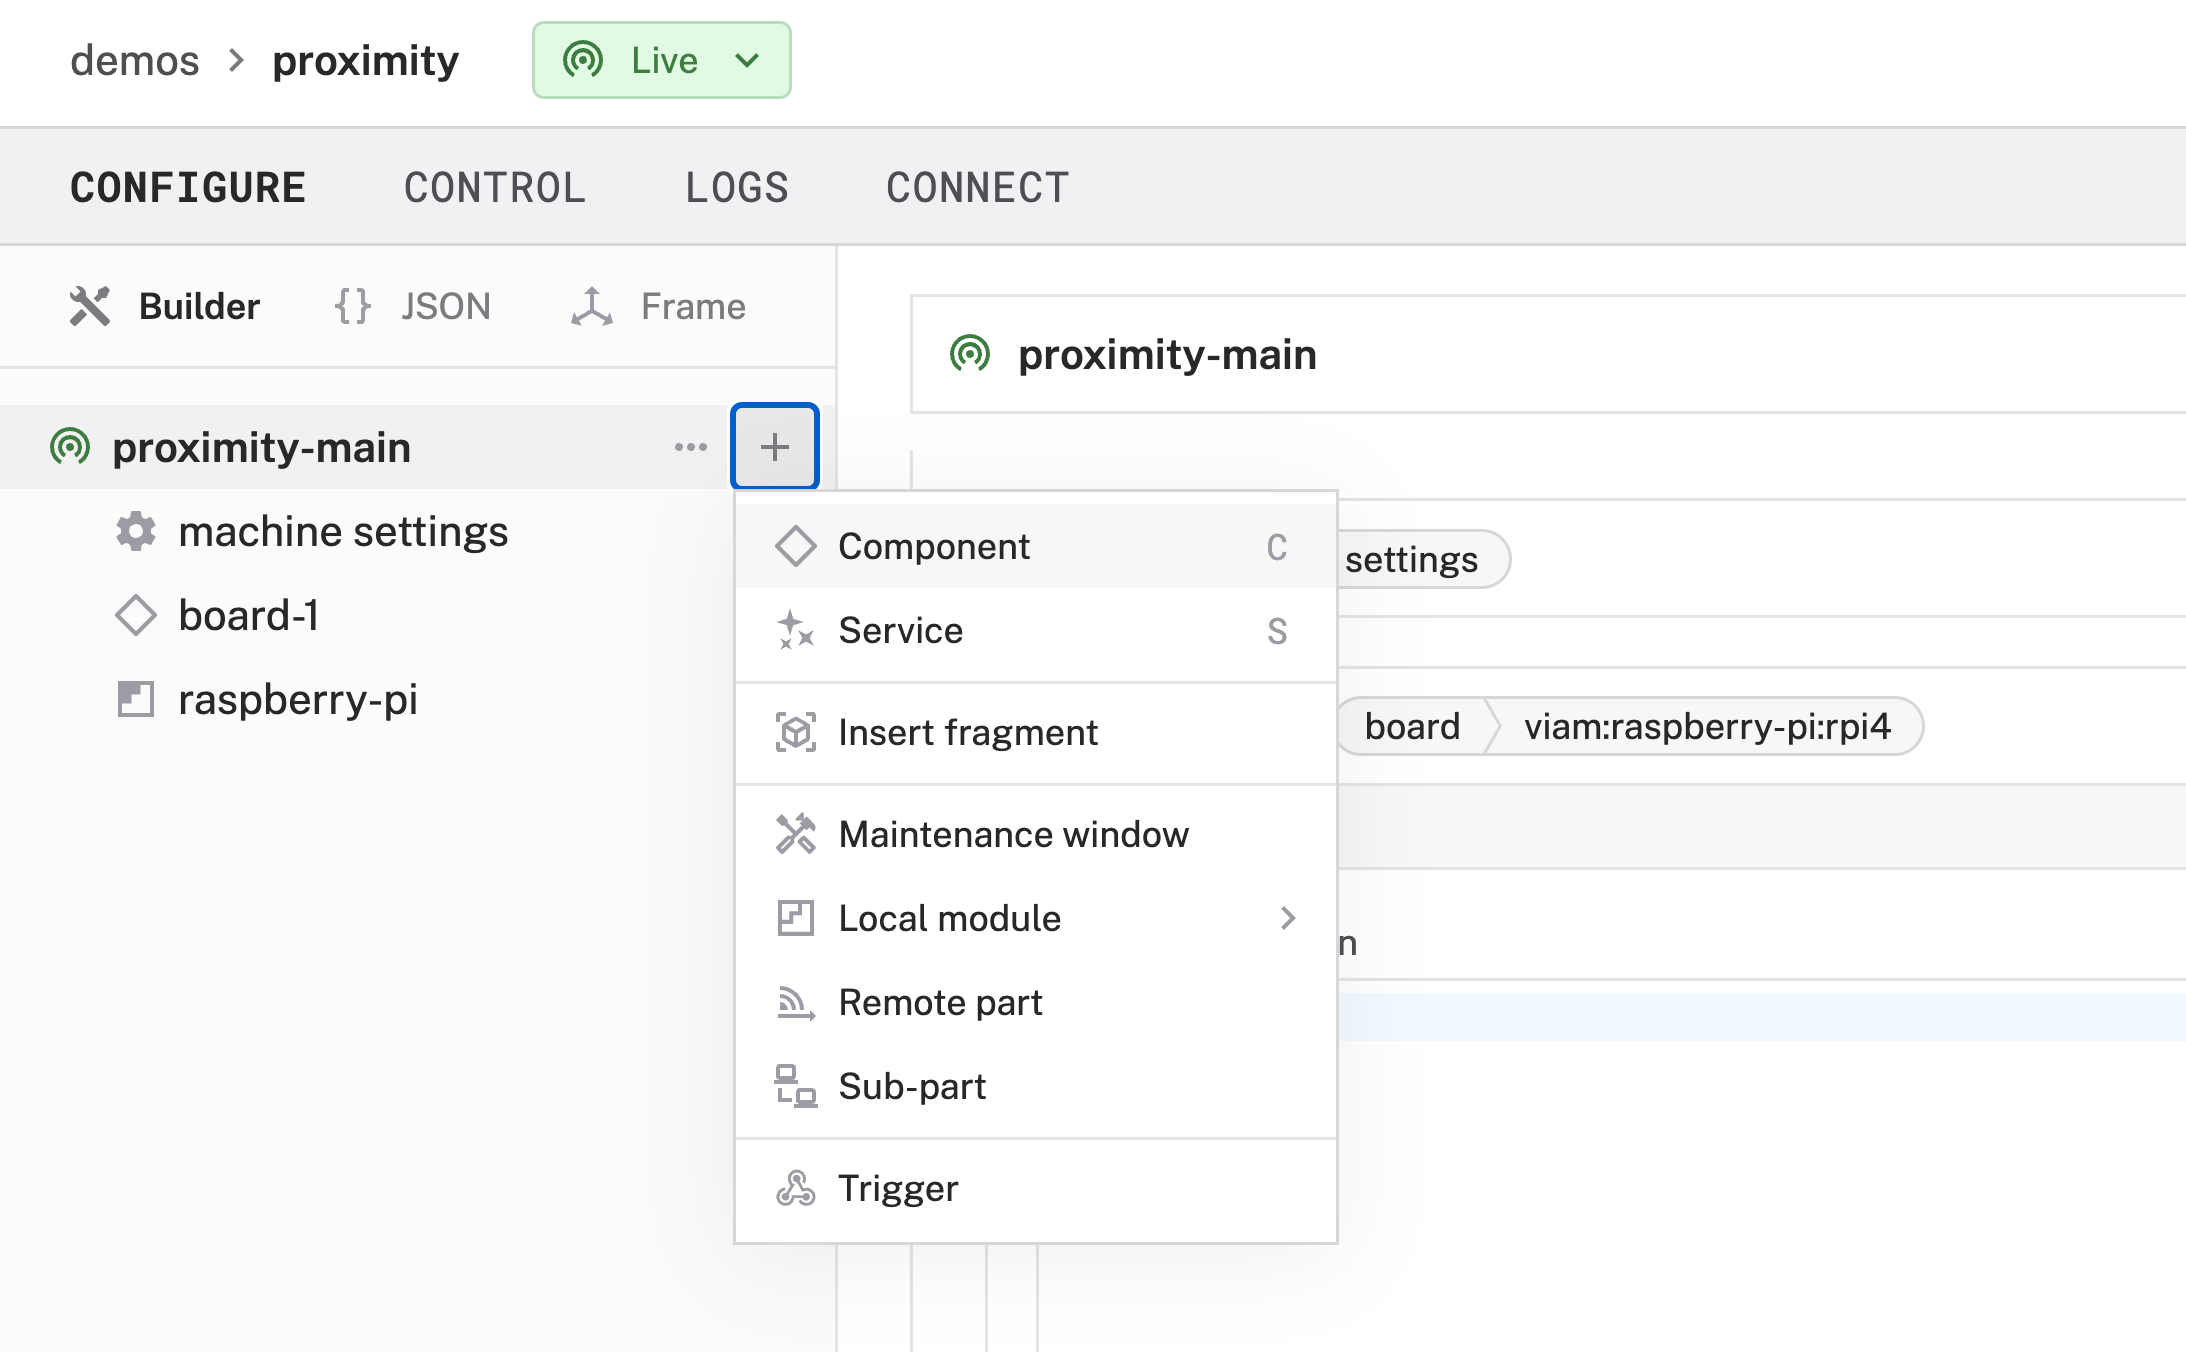 demos > proximity Live
CONFIGURE CONTROL LOGS CONNECT
Builder {} JSON Frame
proximity-main
proximity-main
machine settings
board-1
raspberry-pi
Component C
Service S
Insert fragment
Maintenance window
Local module
Remote part
Sub-part
Trigger
settings
board viam:raspberry-pi:rpi4
n